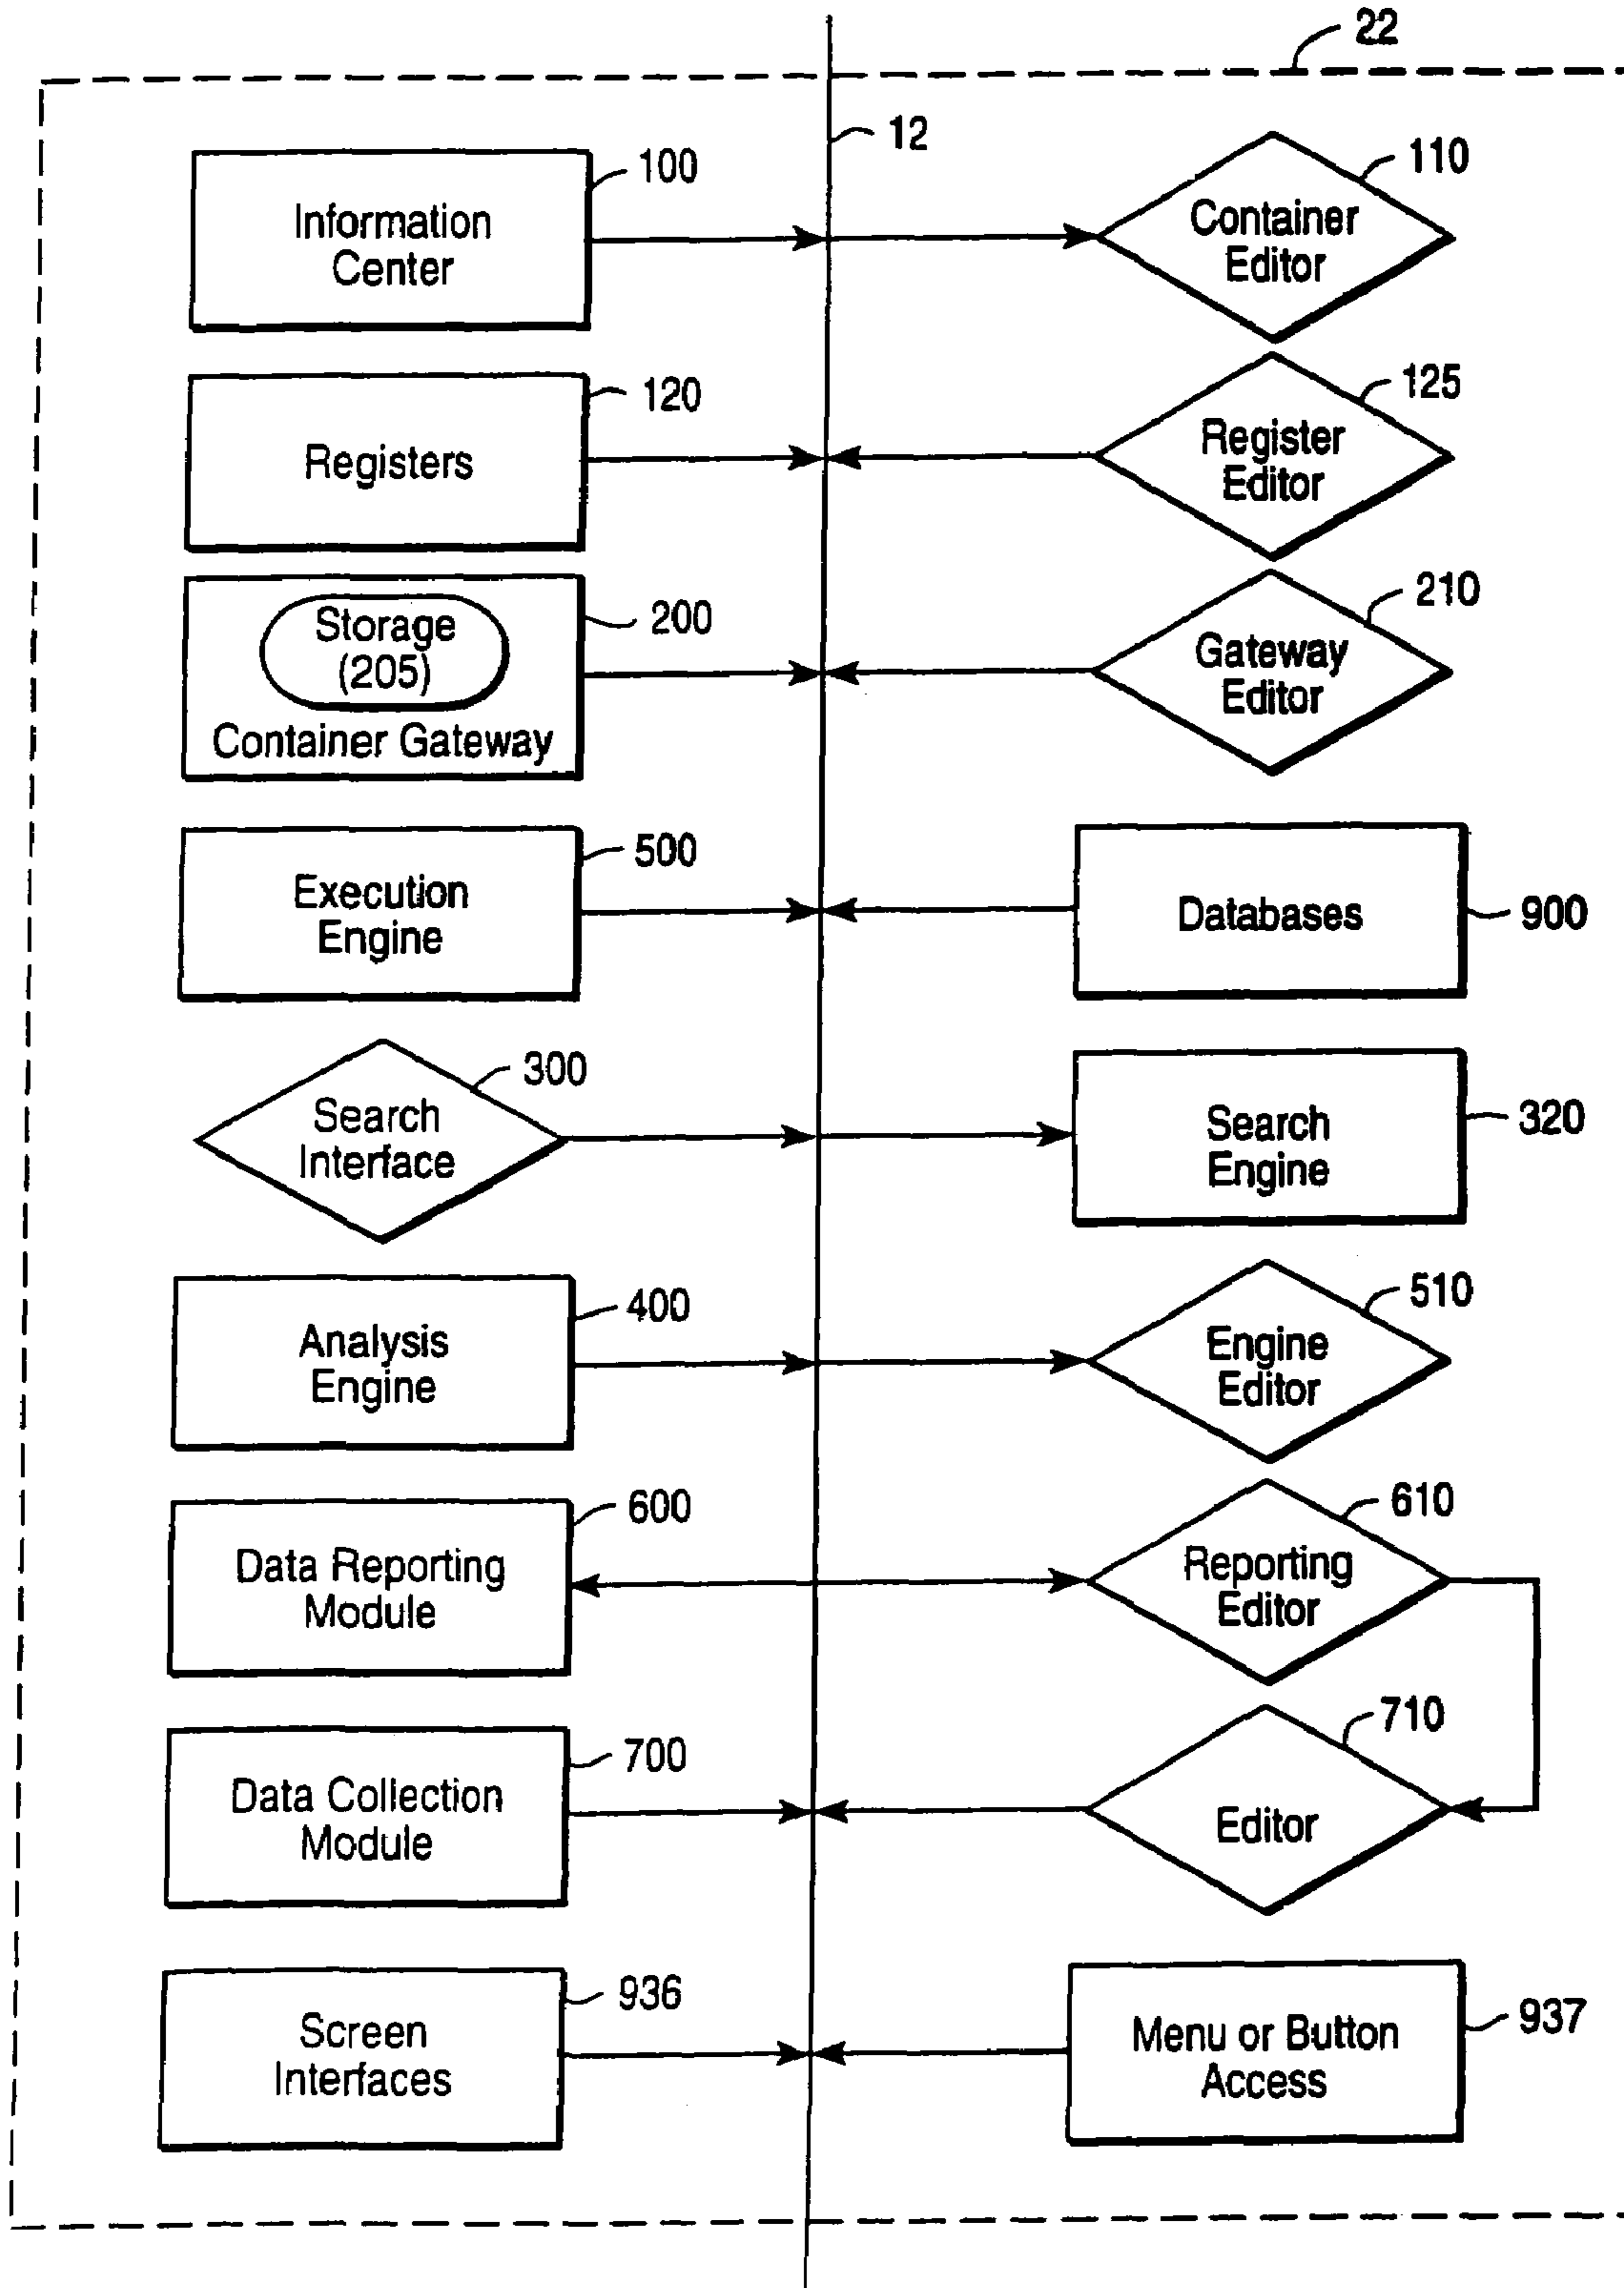 22
12
100
Information
Center
110
Container
Editor
120
Registers
125
Register
Editor
200
Storage
(205)
Container Gateway
210
Gateway
Editor
500
Execution
Engine
Databases
900
300
Search
Interface
Search
Engine
320
400
Analysis
Engine
510
Engine
Editor
600
Data Reporting
Module
610
Reporting
Editor
700
Data Collection
Module
710
Editor
936
Screen
Interfaces
Menu or Button
Access
937